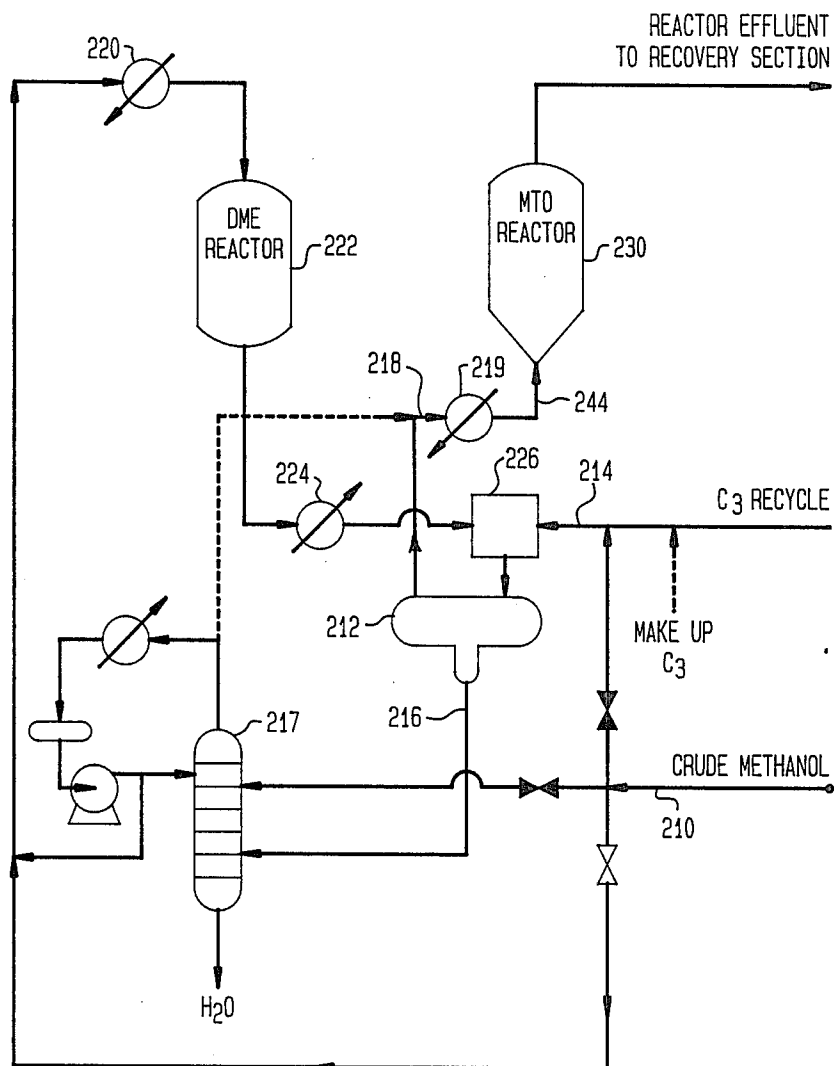 REACTOR EFFLUENT
TO RECOVERY SECTION
220
DME
REACTOR
222
MTO
REACTOR
230
218
219
244
224
226
214
C3 RECYCLE
212
MAKE UP
C3
217
216
CRUDE METHANOL
210
H2O